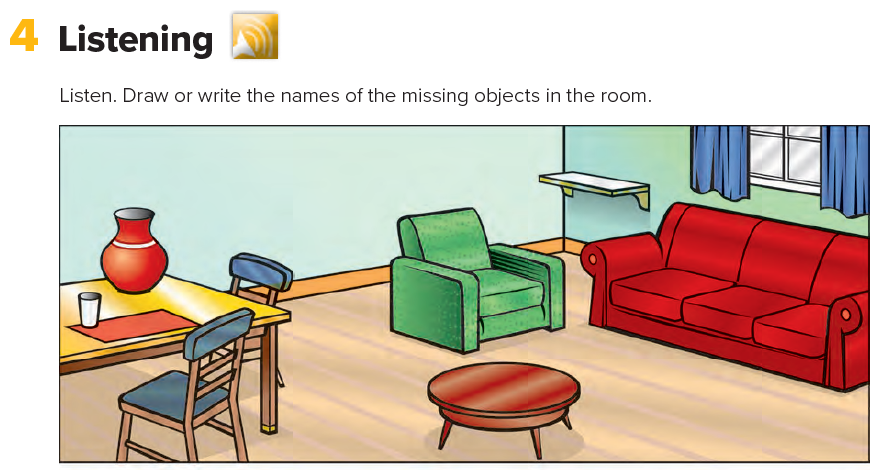 4 Listening
Listen. Draw or write the names of the missing objects in the room.